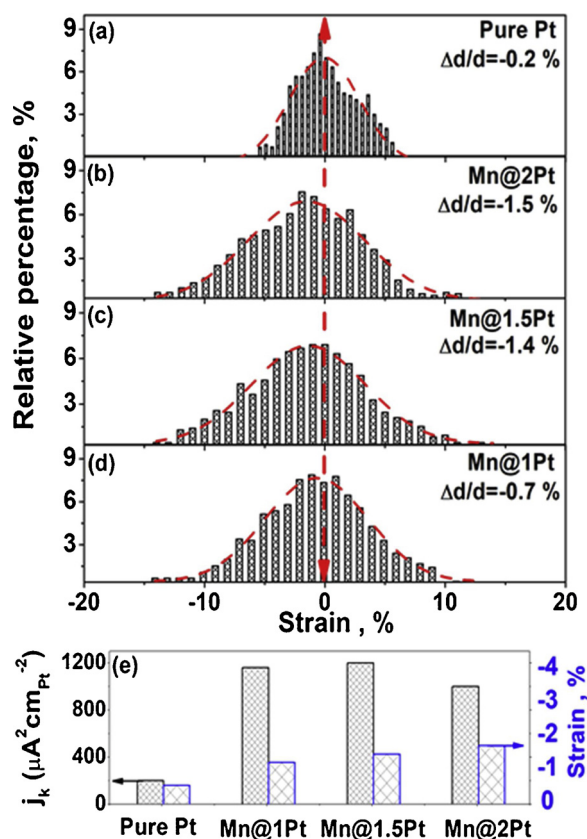 Relative percentage, %
(a)
Pure Pt
Δd/d=-0.2 %
9
6
3
(b)
Mn@2Pt
Δd/d=-1.5 %
9
6
3
(c)
Mn@1.5Pt
Δd/d=-1.4 %
9
6
3
(d)
Mn@1Pt
Δd/d=-0.7 %
9
6
3
-20 -10 0 10 20
Strain , %
(e)
jk (μA²cmPt⁻²)
1200
800
400
0
-4
-3
-2
-1
0
Strain , %
Pure Pt Mn@1Pt Mn@1.5Pt Mn@2Pt